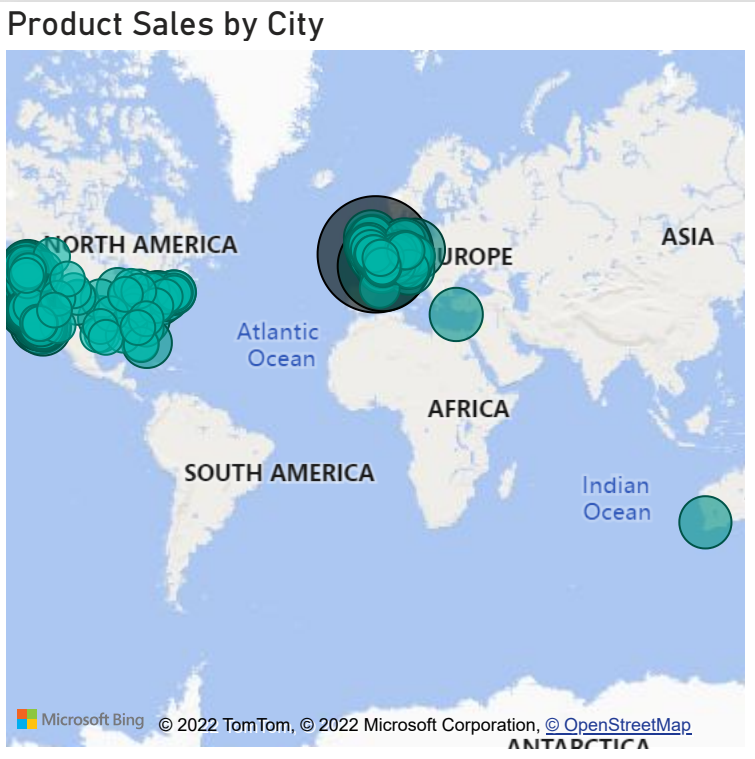 Product Sales by City
NORTH AMERICA
EUROPE
ASIA
Atlantic
Ocean
AFRICA
SOUTH AMERICA
Indian
Ocean
Microsoft Bing
© 2022 TomTom, © 2022 Microsoft Corporation, © OpenStreetMap
ANTARCTICA